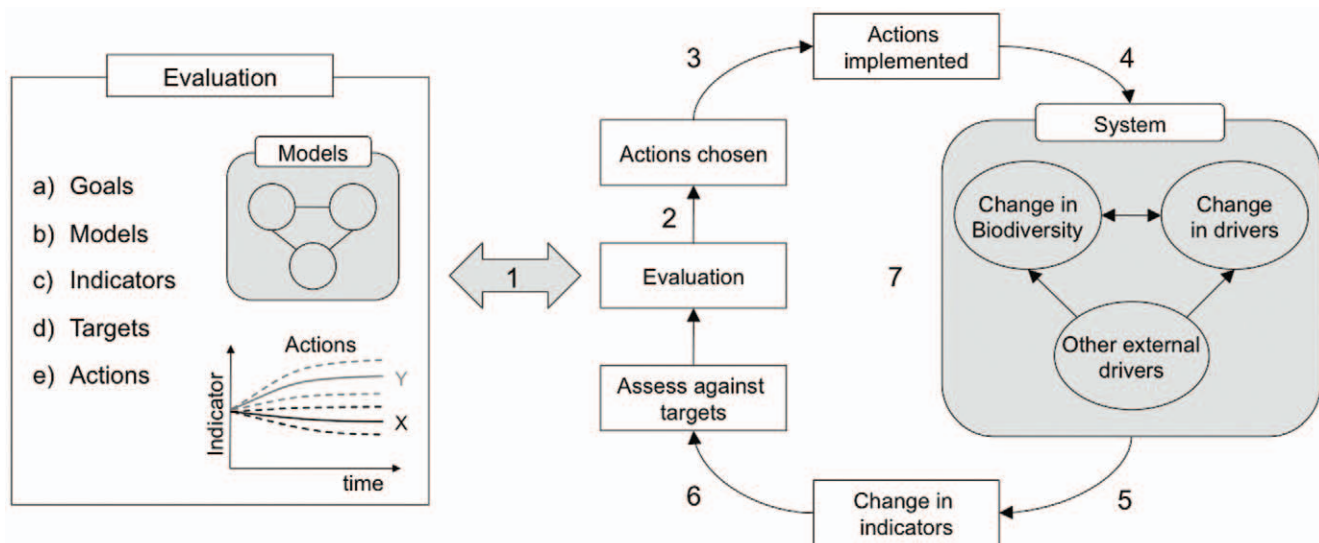 Evaluation
Models
a) Goals
b) Models
c) Indicators
d) Targets
e) Actions
Actions
Y
X
Indicator
time
1
3
Actions
implemented
4
Actions chosen
2
Evaluation
Assess against
targets
6
Change in
indicators
5
7
System
Change in
Biodiversity
Change
in drivers
Other external
drivers